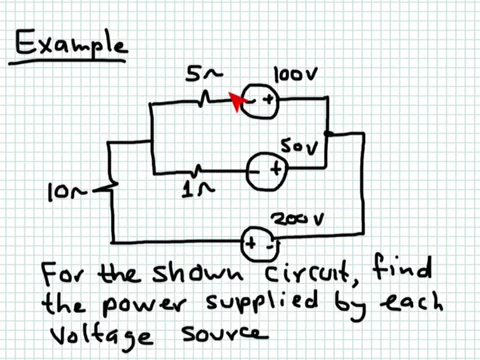 Example
5Ω 100V
- +
50V
10Ω 1Ω - +
200V
+ -
For the shown circuit, find
the power supplied by each
Voltage source